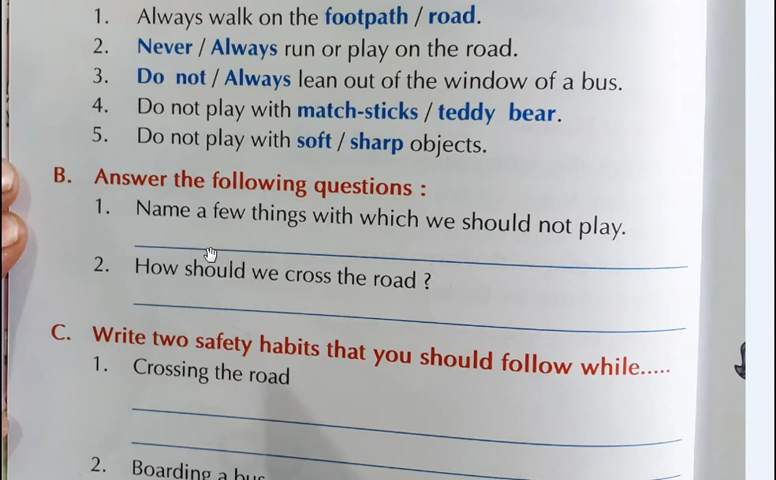 1. Always walk on the footpath / road.
2. Never / Always run or play on the road.
3. Do not / Always lean out of the window of a bus.
4. Do not play with match-sticks / teddy bear.
5. Do not play with soft / sharp objects.
B. Answer the following questions :
1. Name a few things with which we should not play.
2. How should we cross the road ?
C. Write two safety habits that you should follow while.....
1. Crossing the road
2. Boarding a bus